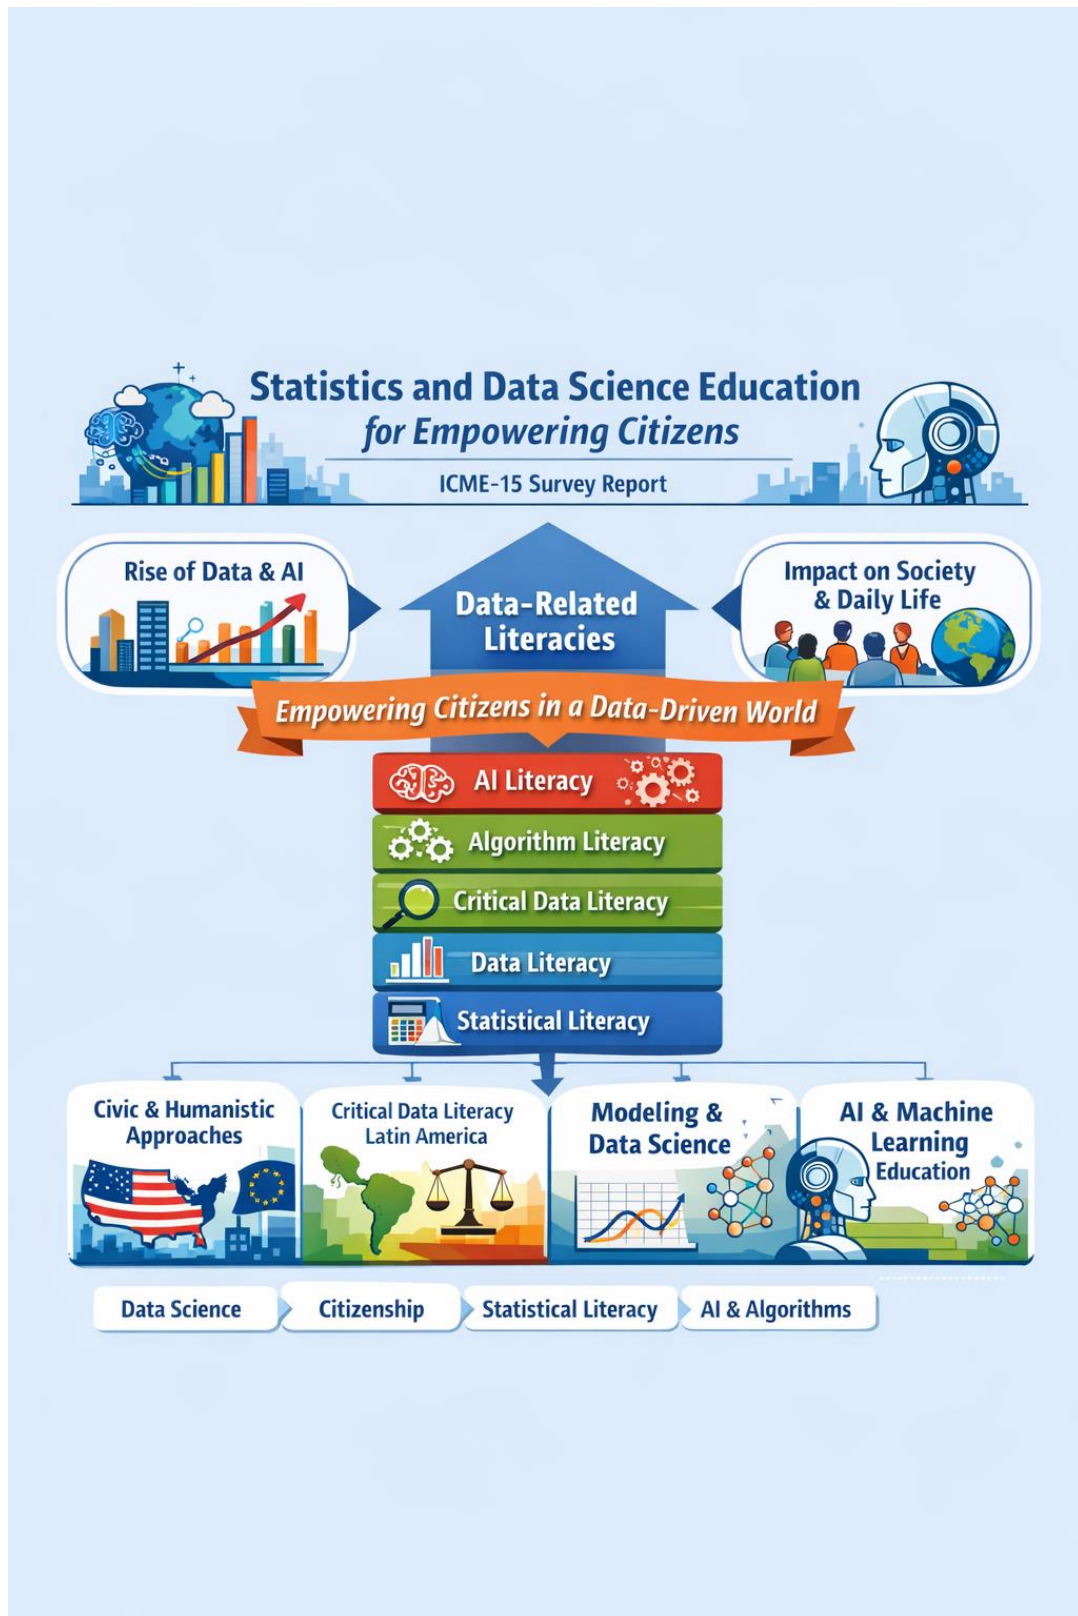 Statistics and Data Science Education
for Empowering Citizens
ICME-15 Survey Report
Rise of Data & AI
Data-Related
Literacies
Impact on Society
& Daily Life
Empowering Citizens in a Data-Driven World
AI Literacy
Algorithm Literacy
Critical Data Literacy
Data Literacy
Statistical Literacy
Civic & Humanistic
Approaches
Critical Data Literacy
Latin America
Modeling &
Data Science
AI & Machine
Learning
Education
Data Science
Citizenship
Statistical Literacy
AI & Algorithms